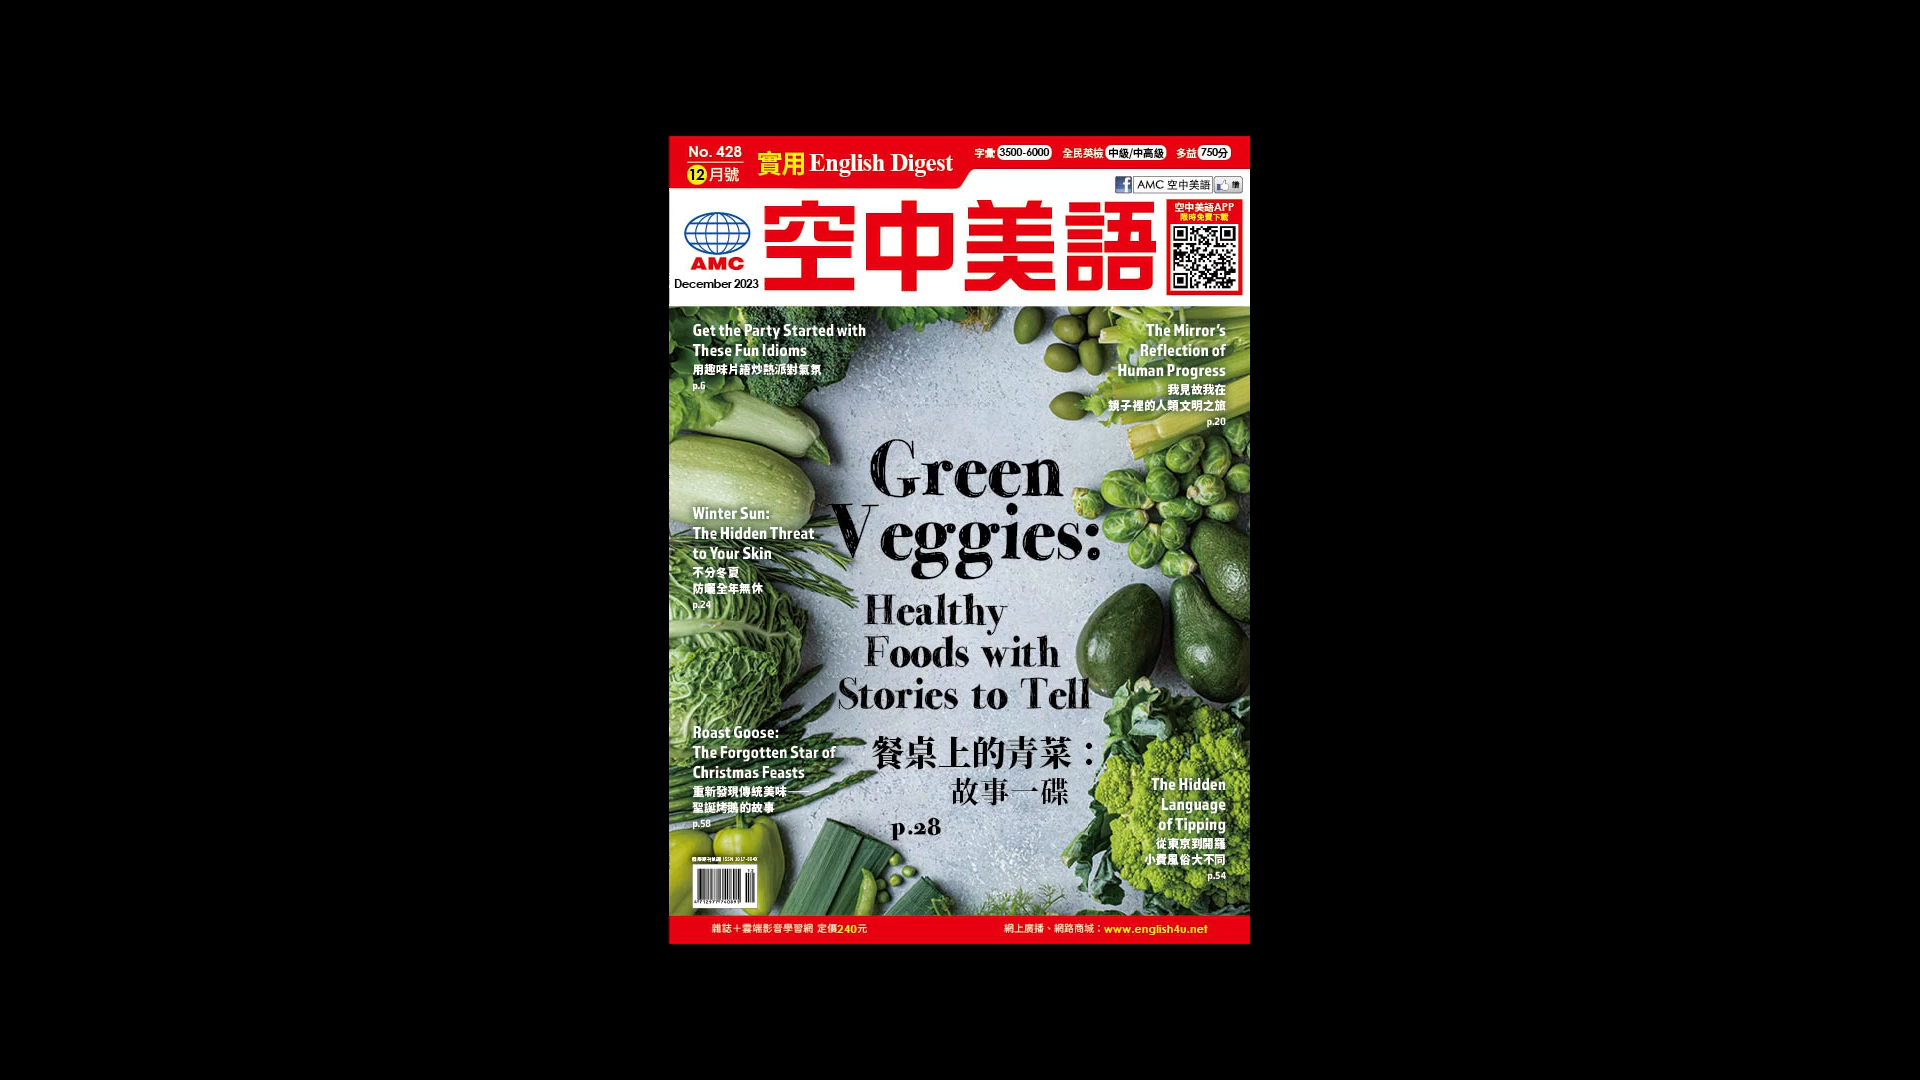 No. 428
12月號
實用 English Digest
字彙 3500-6000 全民英檢 中級/中高級 多益 750分
AMC 空中美語
AMC
December 2023
空中美語
空中美語APP
限時免費下載
Get the Party Started with
These Fun Idioms
用趣味片語炒熱派對氣氛
p.6
The Mirror's
Reflection of
Human Progress
我見故我在
鏡子裡的人類文明之旅
p.20
Green
Veggies:
Healthy
Foods with
Stories to Tell
餐桌上的青菜：
故事一碟
p.28
Winter Sun:
The Hidden Threat
to Your Skin
不分冬夏
防曬全年無休
p.24
Roast Goose:
The Forgotten Star of
Christmas Feasts
重新發現傳統美味——
聖誕烤鵝的故事
p.58
The Hidden
Language
of Tipping
從東京到開羅
小費風俗大不同
p.54
雜誌＋雲端影音學習網 定價240元
網上廣播、網路商城：www.english4u.net